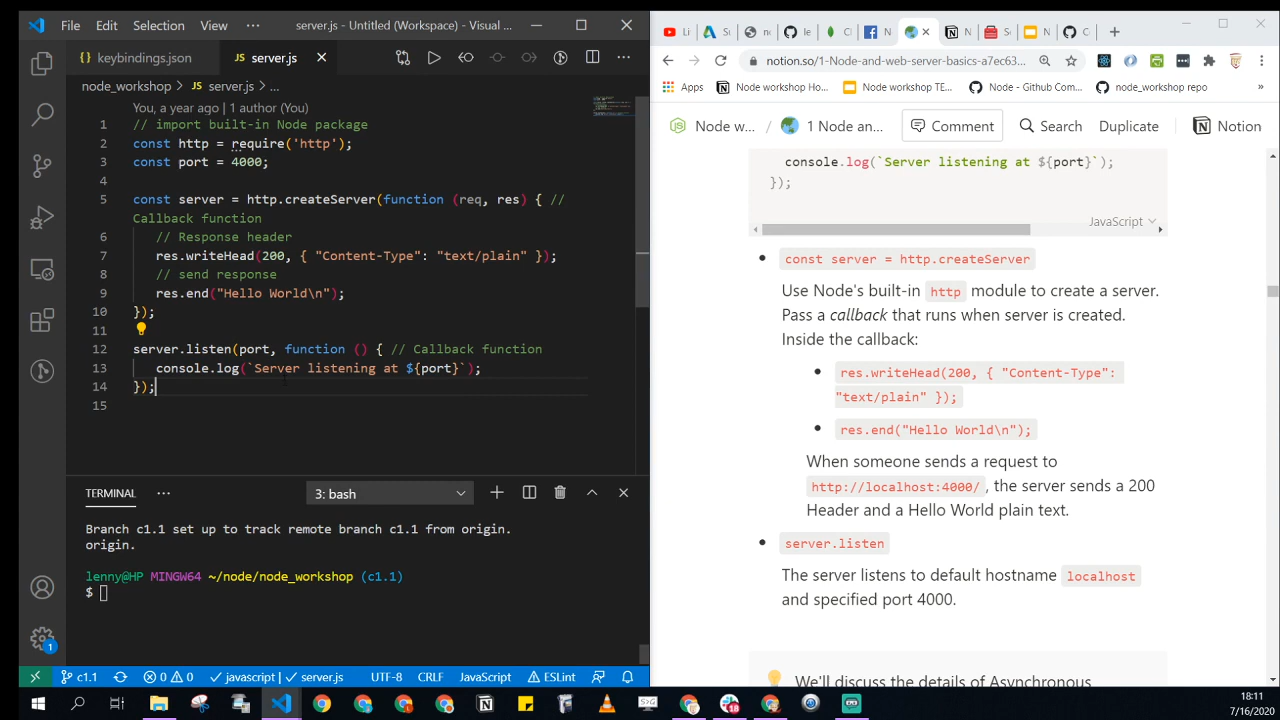 File
Edit
Selection
View
···
server.js - Untitled (Workspace) - Visual ...
keybindings.json
server.js
node_workshop > server.js > ...
You, a year ago | 1 author (You)
1 // import built-in Node package
2 const http = require('http');
3 const port = 4000;
4
5 const server = http.createServer(function (req, res) { //
Callback function
6 // Response header
7 res.writeHead(200, { "Content-Type": "text/plain" });
8 // send response
9 res.end("Hello World\n");
10 });
11
12 server.listen(port, function () { // Callback function
13 console.log(`Server listening at ${port}`);
14 });
15
TERMINAL
···
3: bash
Branch c1.1 set up to track remote branch c1.1 from origin.
origin.
lenny@HP MINGW64 ~/node/node_workshop (c1.1)
$
1
c1.1
0
0
javascript
server.js
UTF-8
CRLF
JavaScript
ESLint
notion.so/1-Node-and-web-server-basics-a7ec63...
Apps
Node workshop Ho...
Node workshop TE...
Node - Github Com...
node_workshop repo
»
Node w... / 1 Node an...
Comment
Search
Duplicate
Notion
console.log(`Server listening at ${port}`);
});
JavaScript
• const server = http.createServer
Use Node's built-in http module to create a server.
Pass a callback that runs when server is created.
Inside the callback:
• res.writeHead(200, { "Content-Type":
"text/plain" });
• res.end("Hello World\n");
When someone sends a request to
http://localhost:4000/, the server sends a 200
Header and a Hello World plain text.
• server.listen
The server listens to default hostname localhost
and specified port 4000.
We'll discuss the details of Asynchronous
18
18:11
7/16/2020